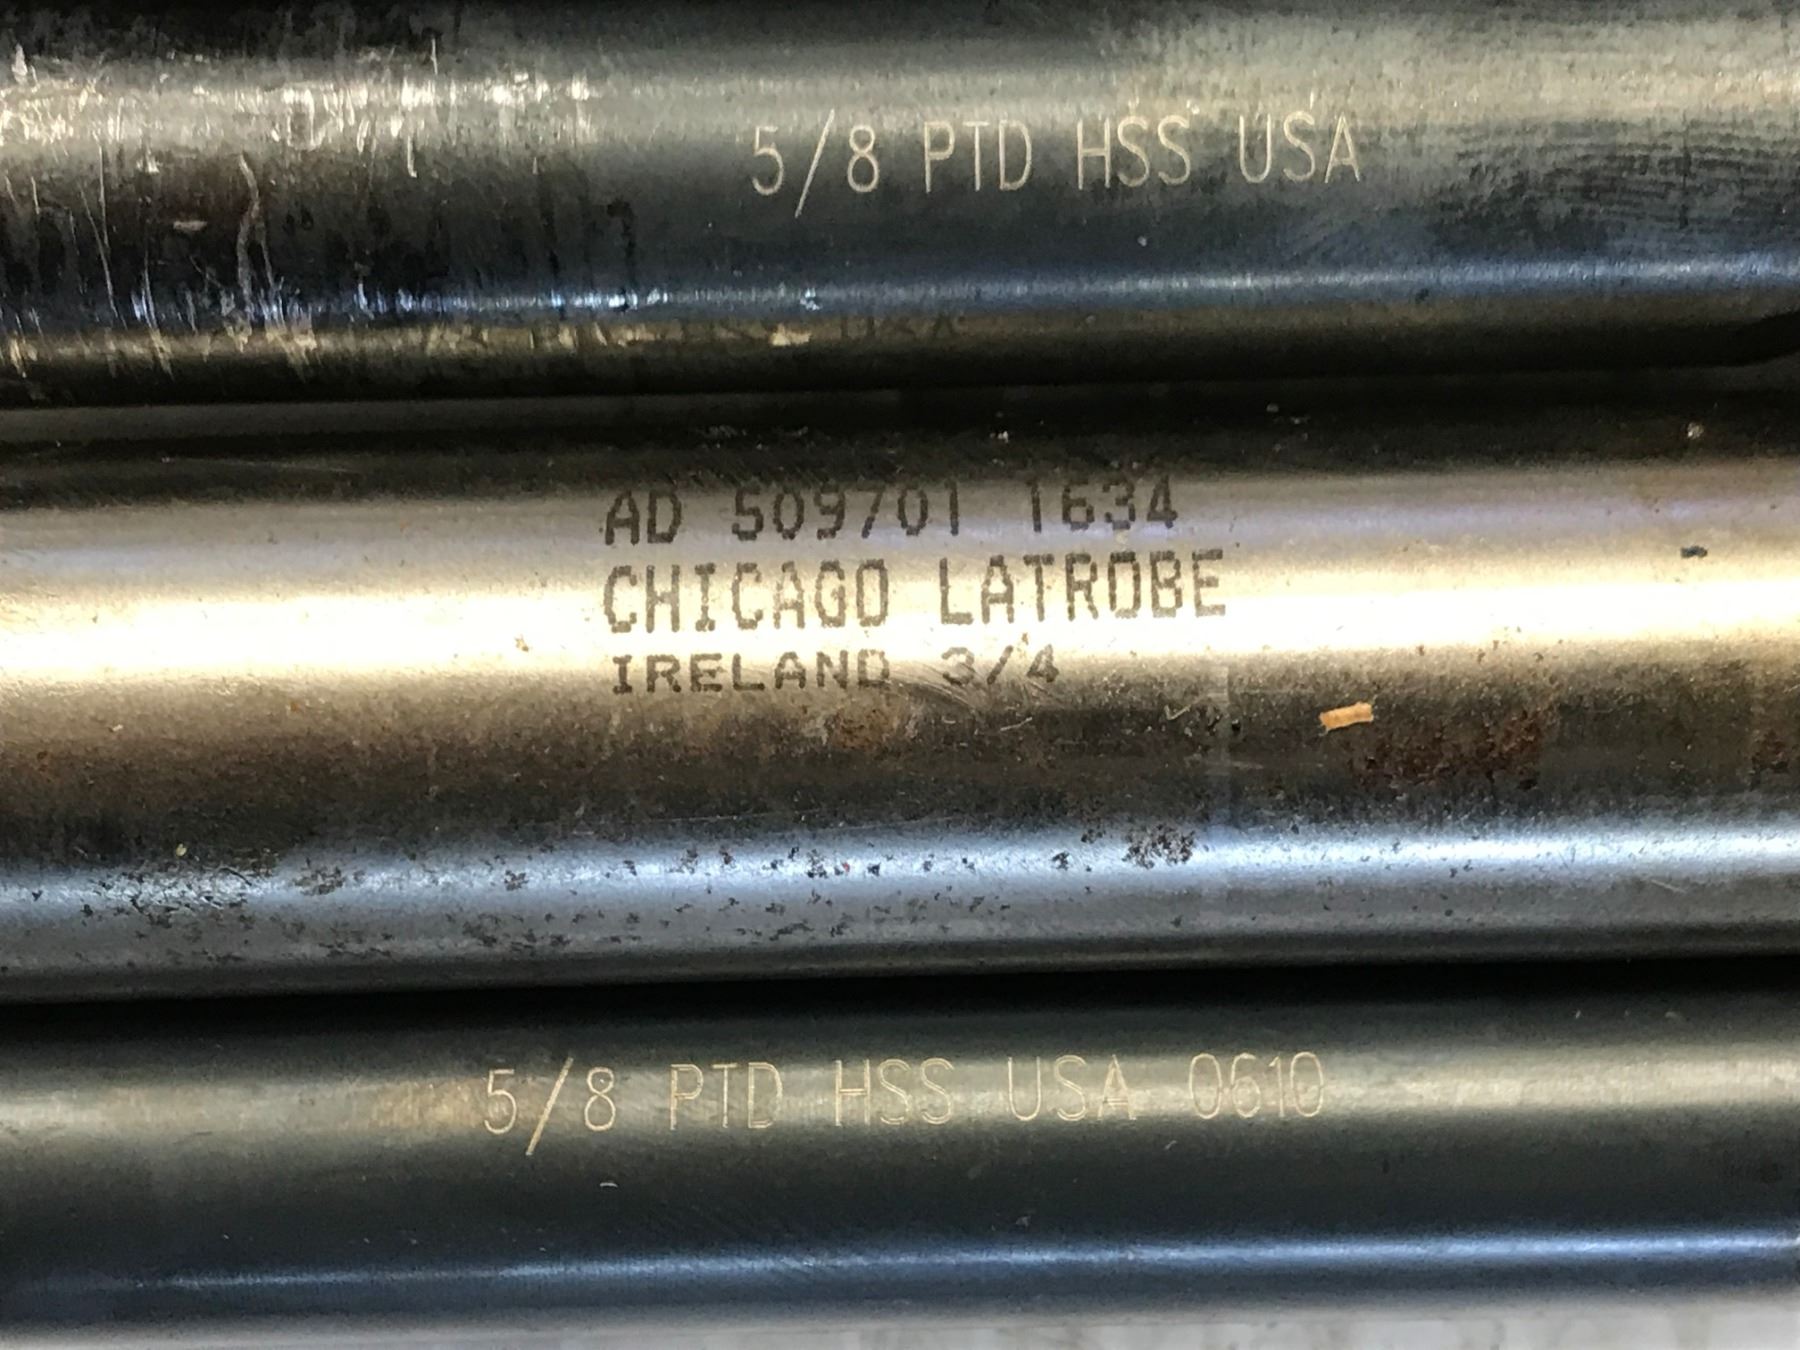 5/8 PTD HSS USA
AD 509701 1634
CHICAGO LATROBE
IRELAND 3/4
5/8 PTD HSS USA 0610